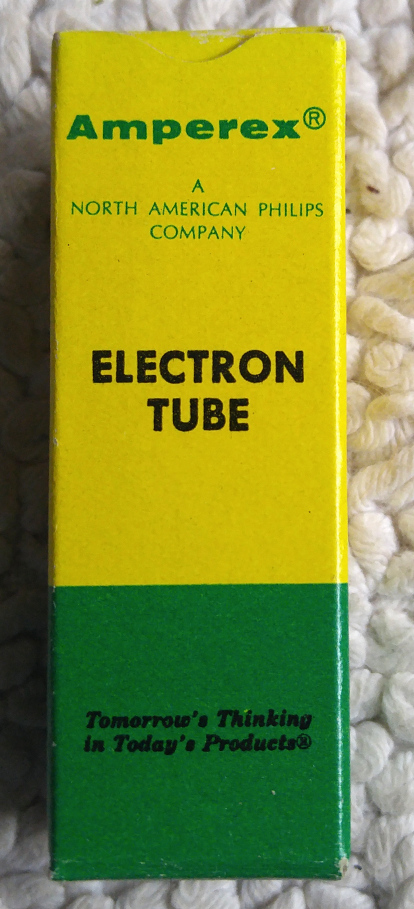 Amperex®
A
NORTH AMERICAN PHILIPS
COMPANY
ELECTRON
TUBE
Tomorrow's Thinking
in Today's Products®